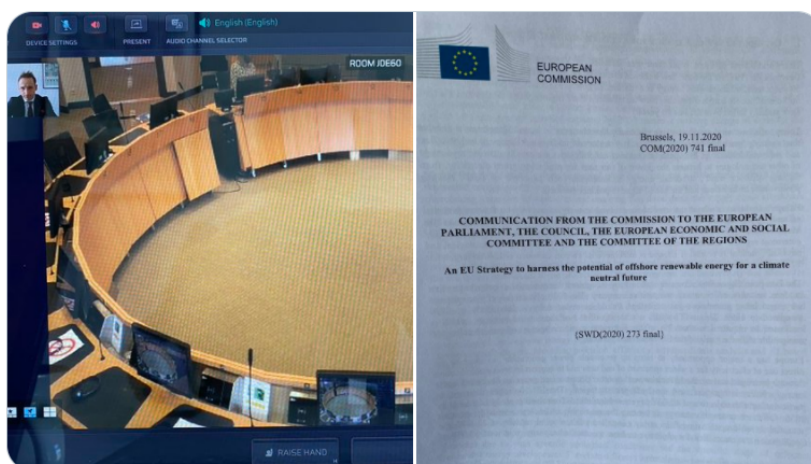 English (English)
DEVICE SETTINGS
PRESENT
AUDIO CHANNEL SELECTOR
ROOM JDE60
RAISE HAND
EUROPEAN
COMMISSION
Brussels, 19.11.2020
COM(2020) 741 final
COMMUNICATION FROM THE COMMISSION TO THE EUROPEAN
PARLIAMENT, THE COUNCIL, THE EUROPEAN ECONOMIC AND SOCIAL
COMMITTEE AND THE COMMITTEE OF THE REGIONS
An EU Strategy to harness the potential of offshore renewable energy for a climate
neutral future
{SWD(2020) 273 final}